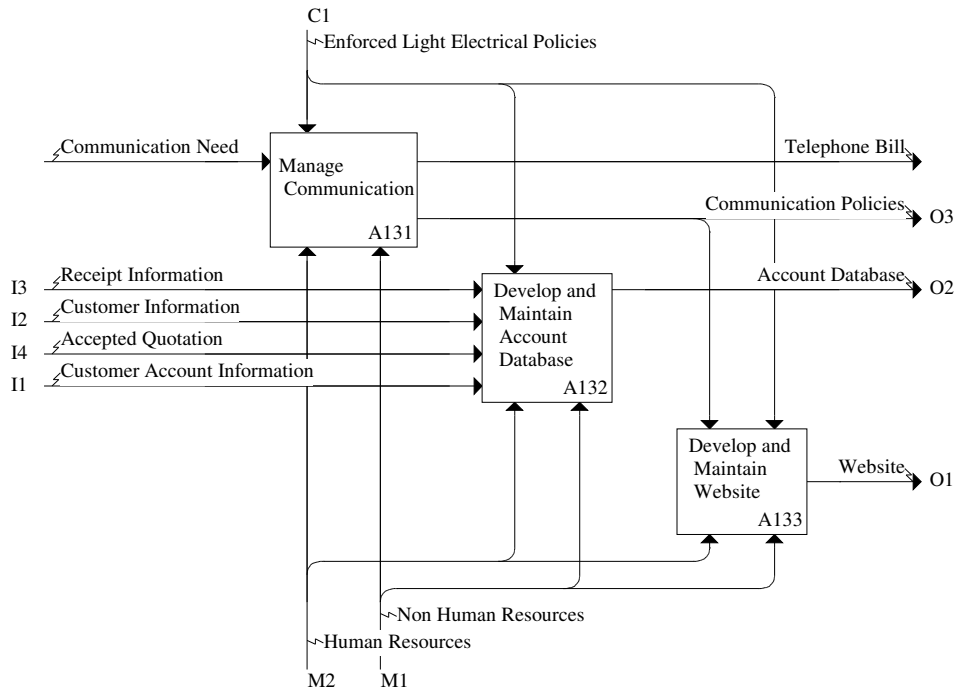 C1
Enforced Light Electrical Policies
Communication Need
Telephone Bill
Manage
Communication
A131
Communication Policies
O3
I3
Receipt Information
I2
Customer Information
I4
Accepted Quotation
I1
Customer Account Information
Develop and
Maintain
Account
Database
A132
Account Database
O2
Develop and
Maintain
Website
A133
Website
O1
Non Human Resources
Human Resources
M2
M1